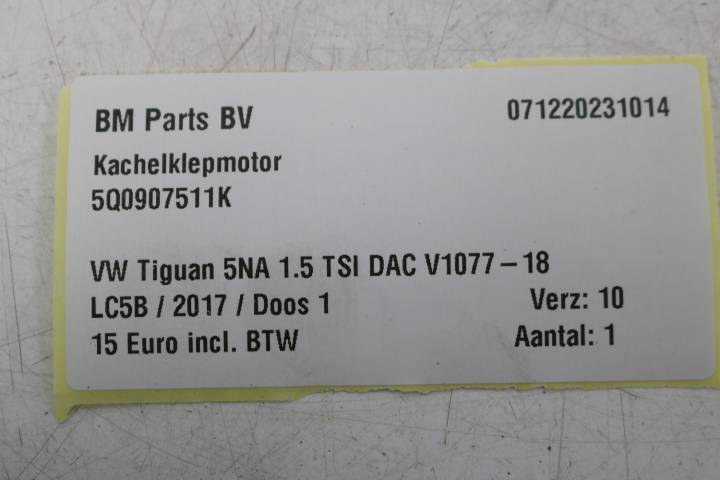 BM Parts BV 071220231014
Kachelklepmotor
5Q0907511K
VW Tiguan 5NA 1.5 TSI DAC V1077 – 18
LC5B / 2017 / Doos 1 Verz: 10
15 Euro incl. BTW Aantal: 1